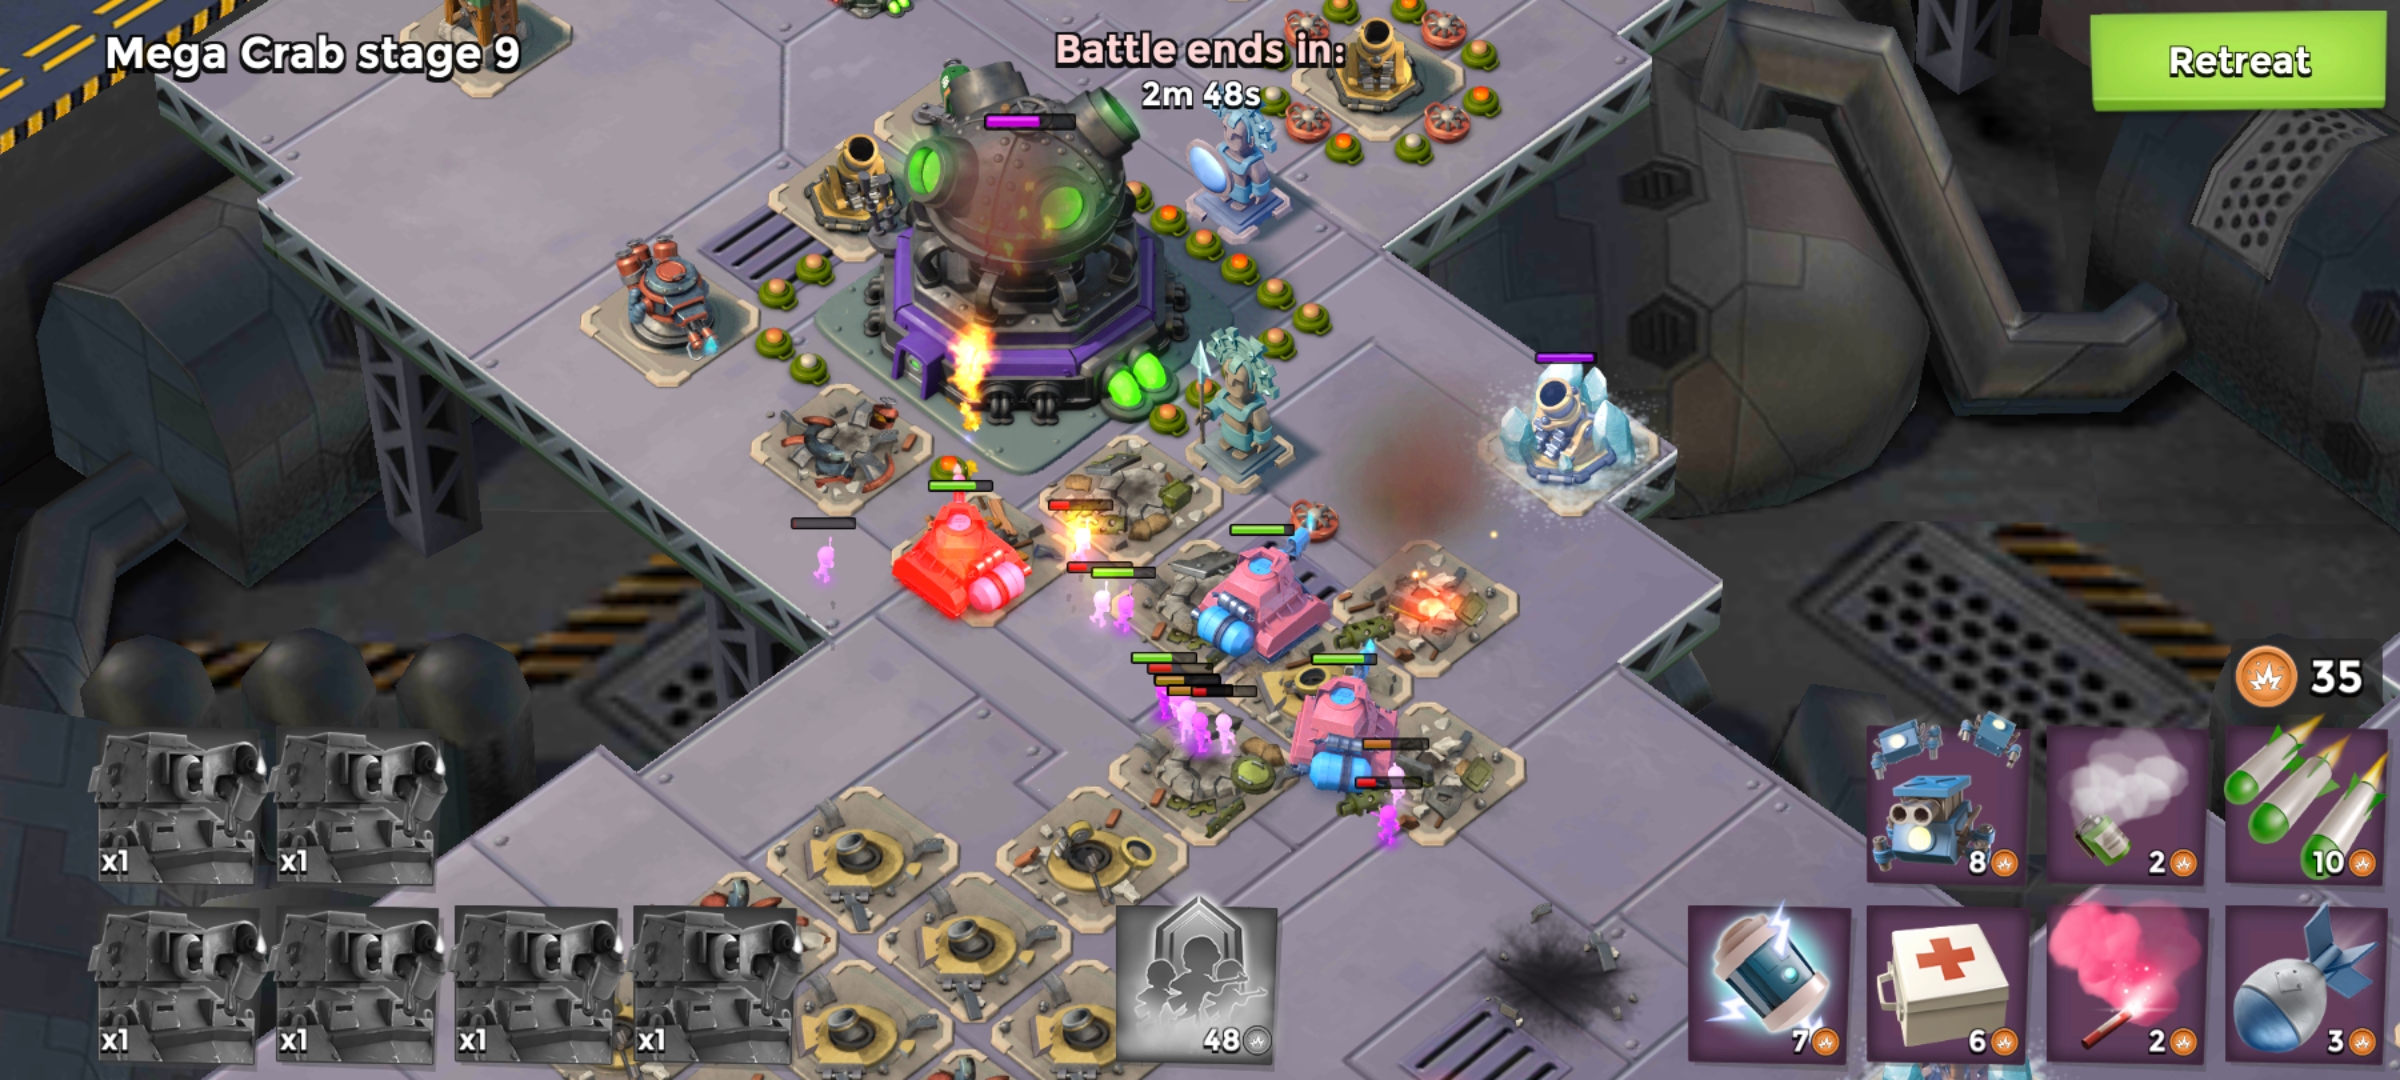 Mega Crab stage 9
Battle ends in:
2m 48s
Retreat
35
8
2
10
x1
x1
x1
x1
x1
x1
48
7
6
2
3